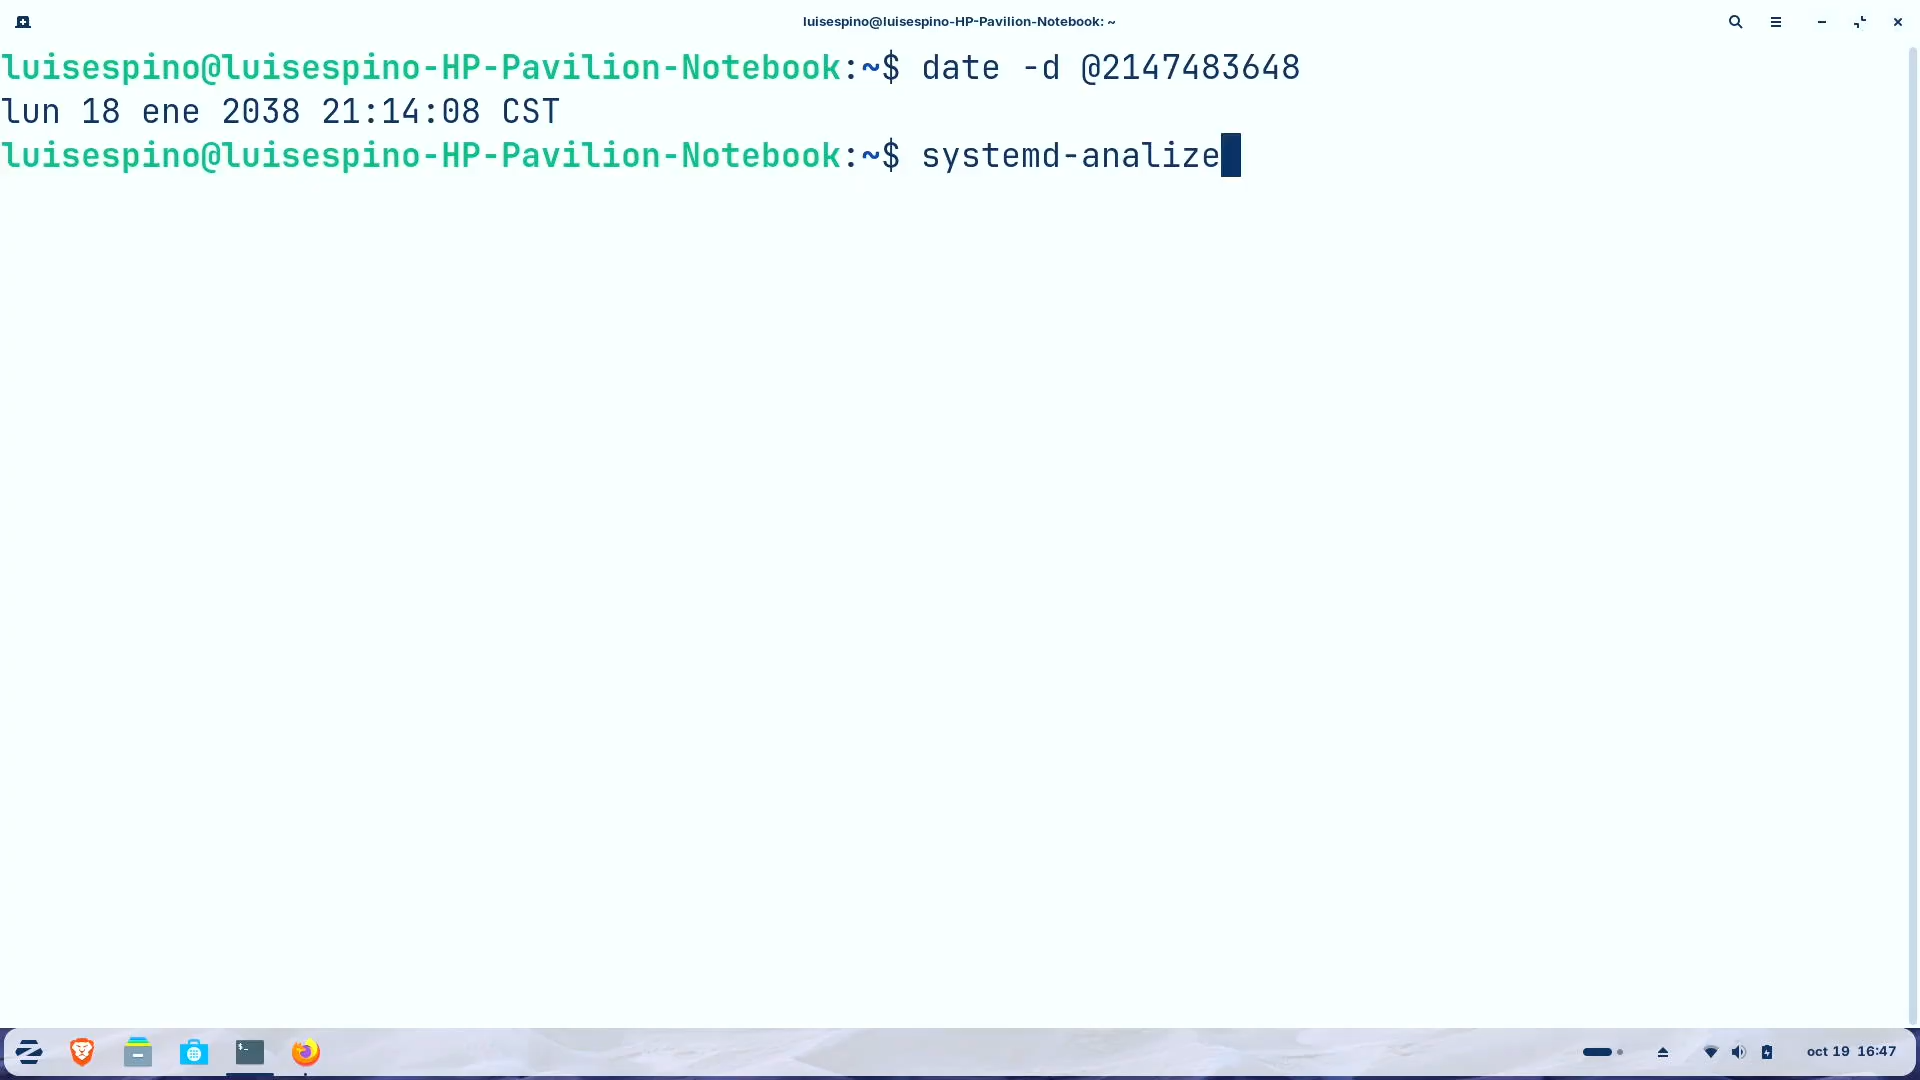 luisespino@luisespino-HP-Pavilion-Notebook: ~
luisespino@luisespino-HP-Pavilion-Notebook:~$ date -d @2147483648
lun 18 ene 2038 21:14:08 CST
luisespino@luisespino-HP-Pavilion-Notebook:~$ systemd-analize
oct 19 16:47